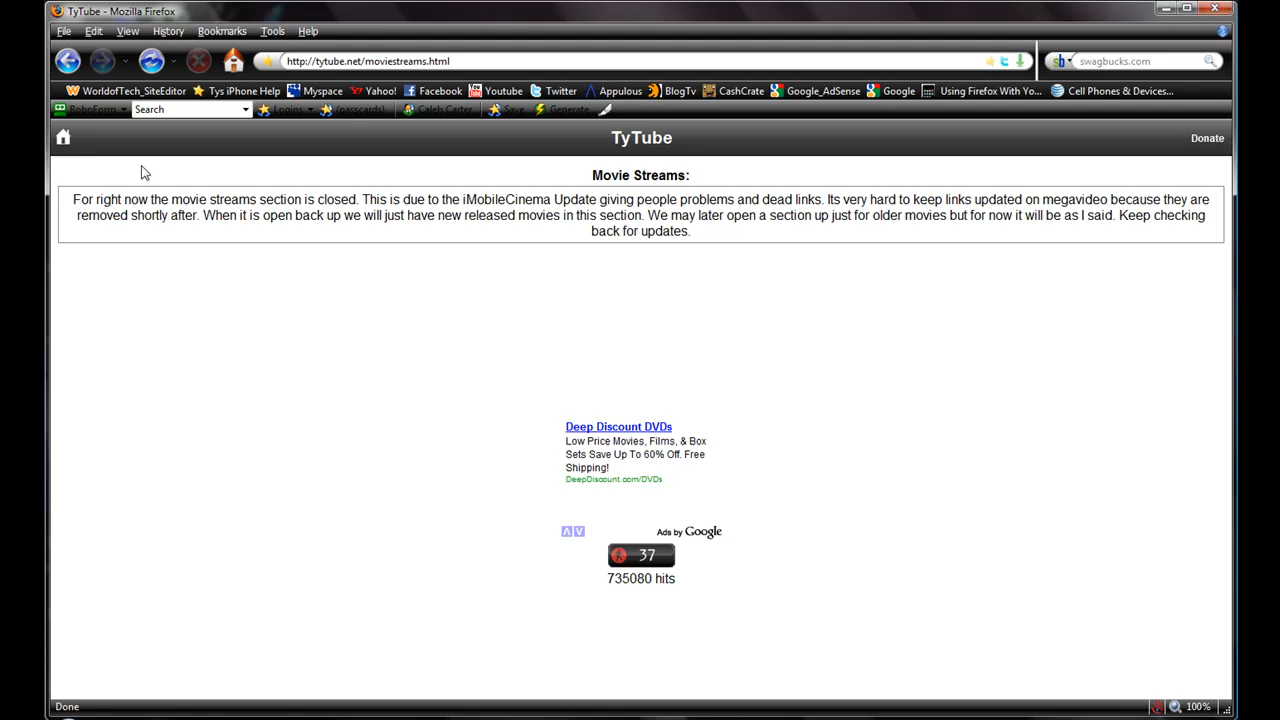 TyTube - Mozilla Firefox
File Edit View History Tools Help
http://tytube.net/moviestreams.html
swagbucks.com
WorldofTech_SiteEditor Tys iPhone Help Myspace Yahoo! Facebook Youtube Twitter Appulous BlogTv CashCrate Google_AdSense Google Using Firefox With Yo... Cell Phones & Devices...
RoboForm Search Logins (passcards) Caleb Carter Save Generate
TyTube
Donate
Movie Streams:
For right now the movie streams section is closed. This is due to the iMobileCinema Update giving people problems and dead links. Its very hard to keep links updated on megavideo because they are
removed shortly after. When it is open back up we will just have new released movies in this section. We may later open a section up just for older movies but for now it will be as I said. Keep checking
back for updates.
Deep Discount DVDs
Low Price Movies, Films, & Box
Sets Save Up To 60% Off. Free
Shipping!
DeepDiscount.com/DVDs
Ads by Google
37
735080 hits
Done
100%